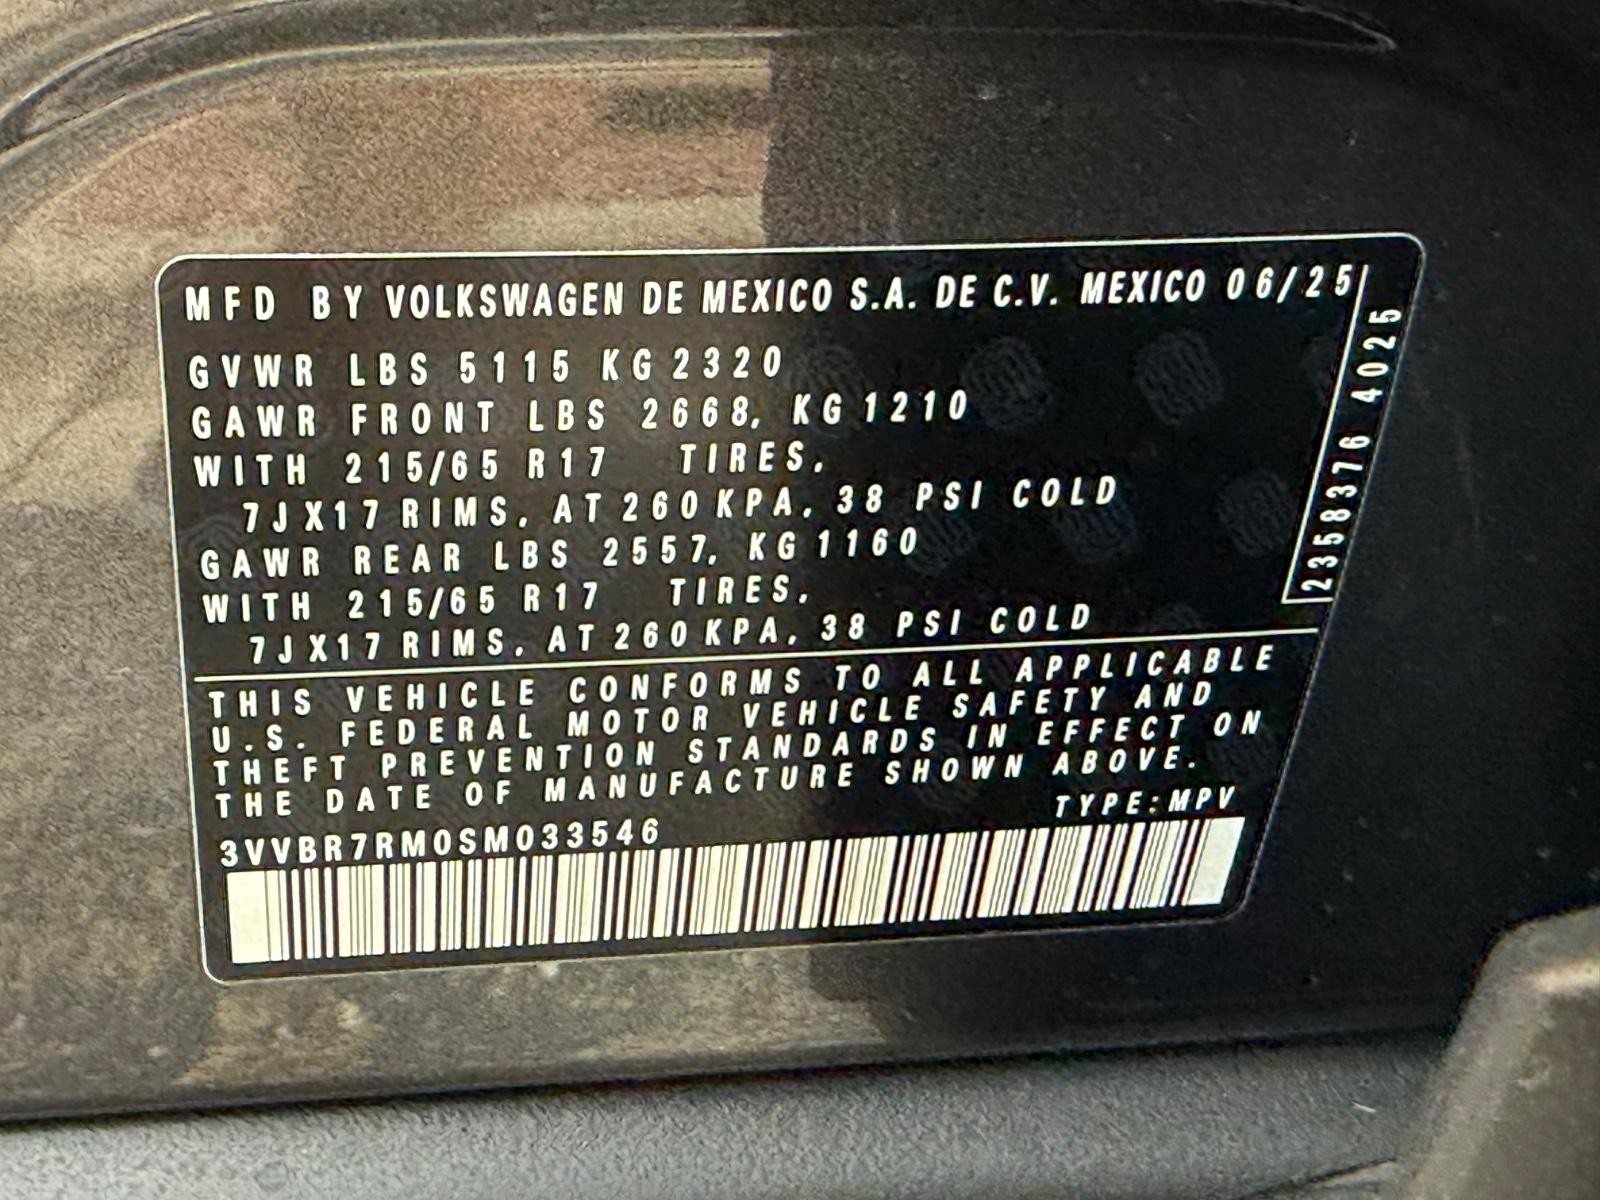 MFD BY VOLKSWAGEN DE MEXICO S.A. DE C.V. MEXICO 06/25
GVWR LBS 5115 KG 2320
GAWR FRONT LBS 2668, KG 1210
WITH 215/65 R17 TIRES,
7JX17 RIMS, AT 260 KPA, 38 PSI COLD
GAWR REAR LBS 2557, KG 1160
WITH 215/65 R17 TIRES,
7JX17 RIMS, AT 260 KPA, 38 PSI COLD
2358376 4025
THIS VEHICLE CONFORMS TO ALL APPLICABLE
U.S. FEDERAL MOTOR VEHICLE SAFETY AND
THEFT PREVENTION STANDARDS IN EFFECT ON
THE DATE OF MANUFACTURE SHOWN ABOVE.
TYPE:MPV
3VVBR7RM0SM033546